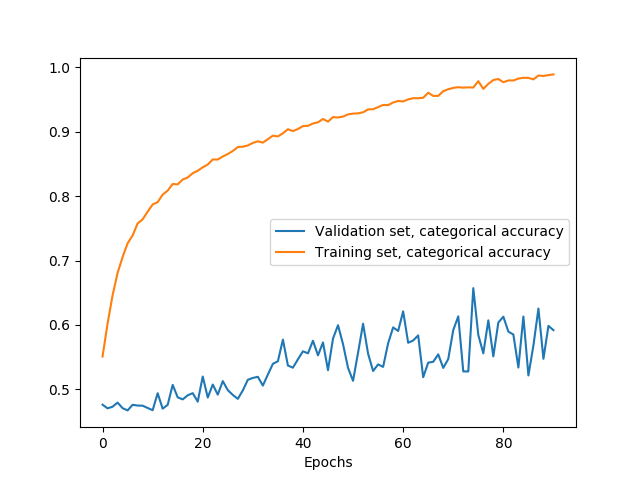 1.0
0.9
0.8
0.7
0.6
0.5
Validation set, categorical accuracy
Training set, categorical accuracy
0 20 40 60 80
Epochs